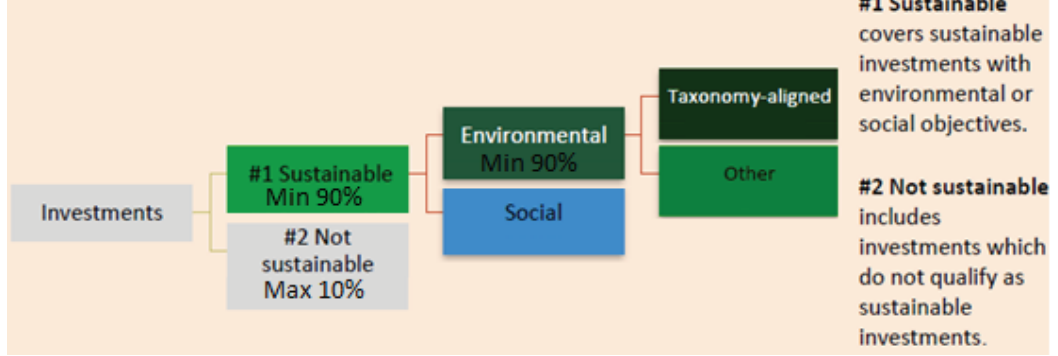 Investments
#1 Sustainable
Min 90%
#2 Not
sustainable
Max 10%
Environmental
Min 90%
Social
Taxonomy-aligned
Other
#1 Sustainable
covers sustainable
investments with
environmental or
social objectives.
#2 Not sustainable
includes
investments which
do not qualify as
sustainable
investments.